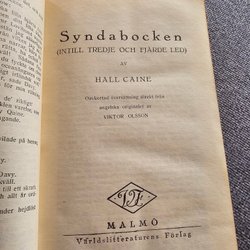 Syndabocken
(INTILL TREDJE OCH FJÄRDE LED)
AV
HALL CAINE
Oavkortad översättning direkt från
engelska originalet av
VIKTOR OLSSON
MALMÖ
Världslitteraturens Förlag